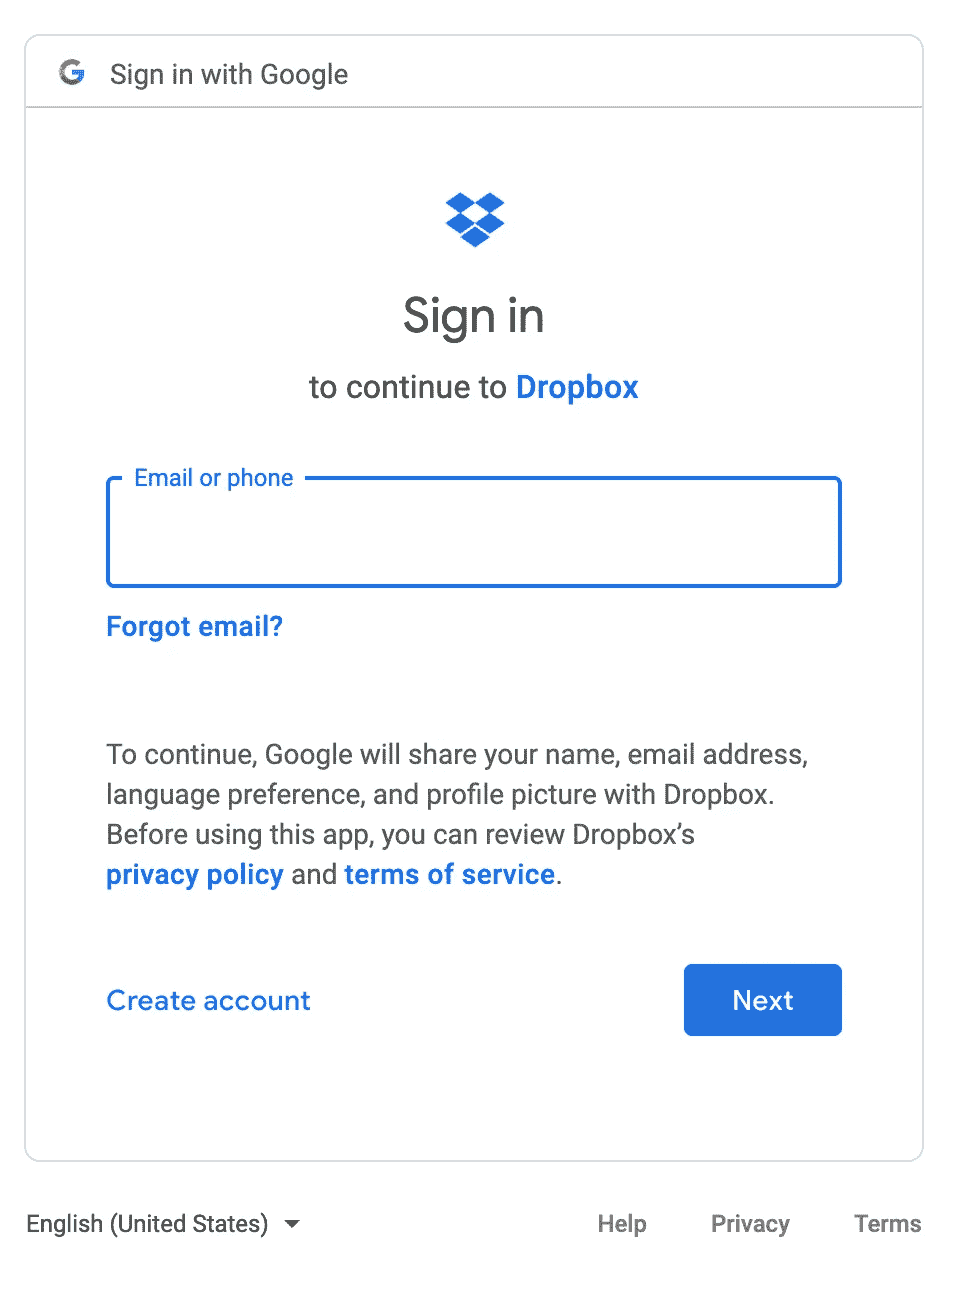 Sign in with Google
Sign in
to continue to Dropbox
Email or phone
Forgot email?
To continue, Google will share your name, email address,
language preference, and profile picture with Dropbox.
Before using this app, you can review Dropbox’s
privacy policy and terms of service.
Create account
Next
English (United States)
Help
Privacy
Terms